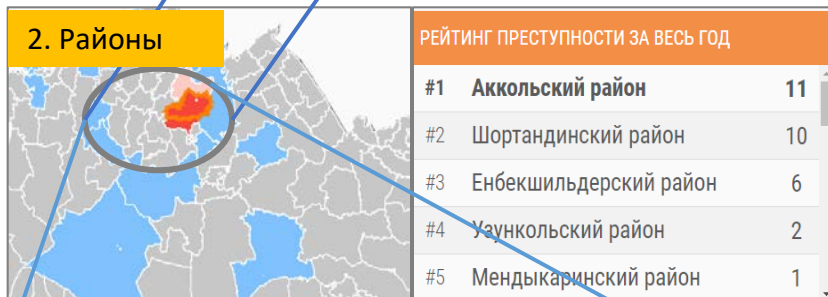 2. Районы
РЕЙТИНГ ПРЕСТУПНОСТИ ЗА ВЕСЬ ГОД
#1 Аккольский район 11
#2 Шортандинский район 10
#3 Енбекшильдерский район 6
#4 Узункольский район 2
#5 Мендыкаринский район 1